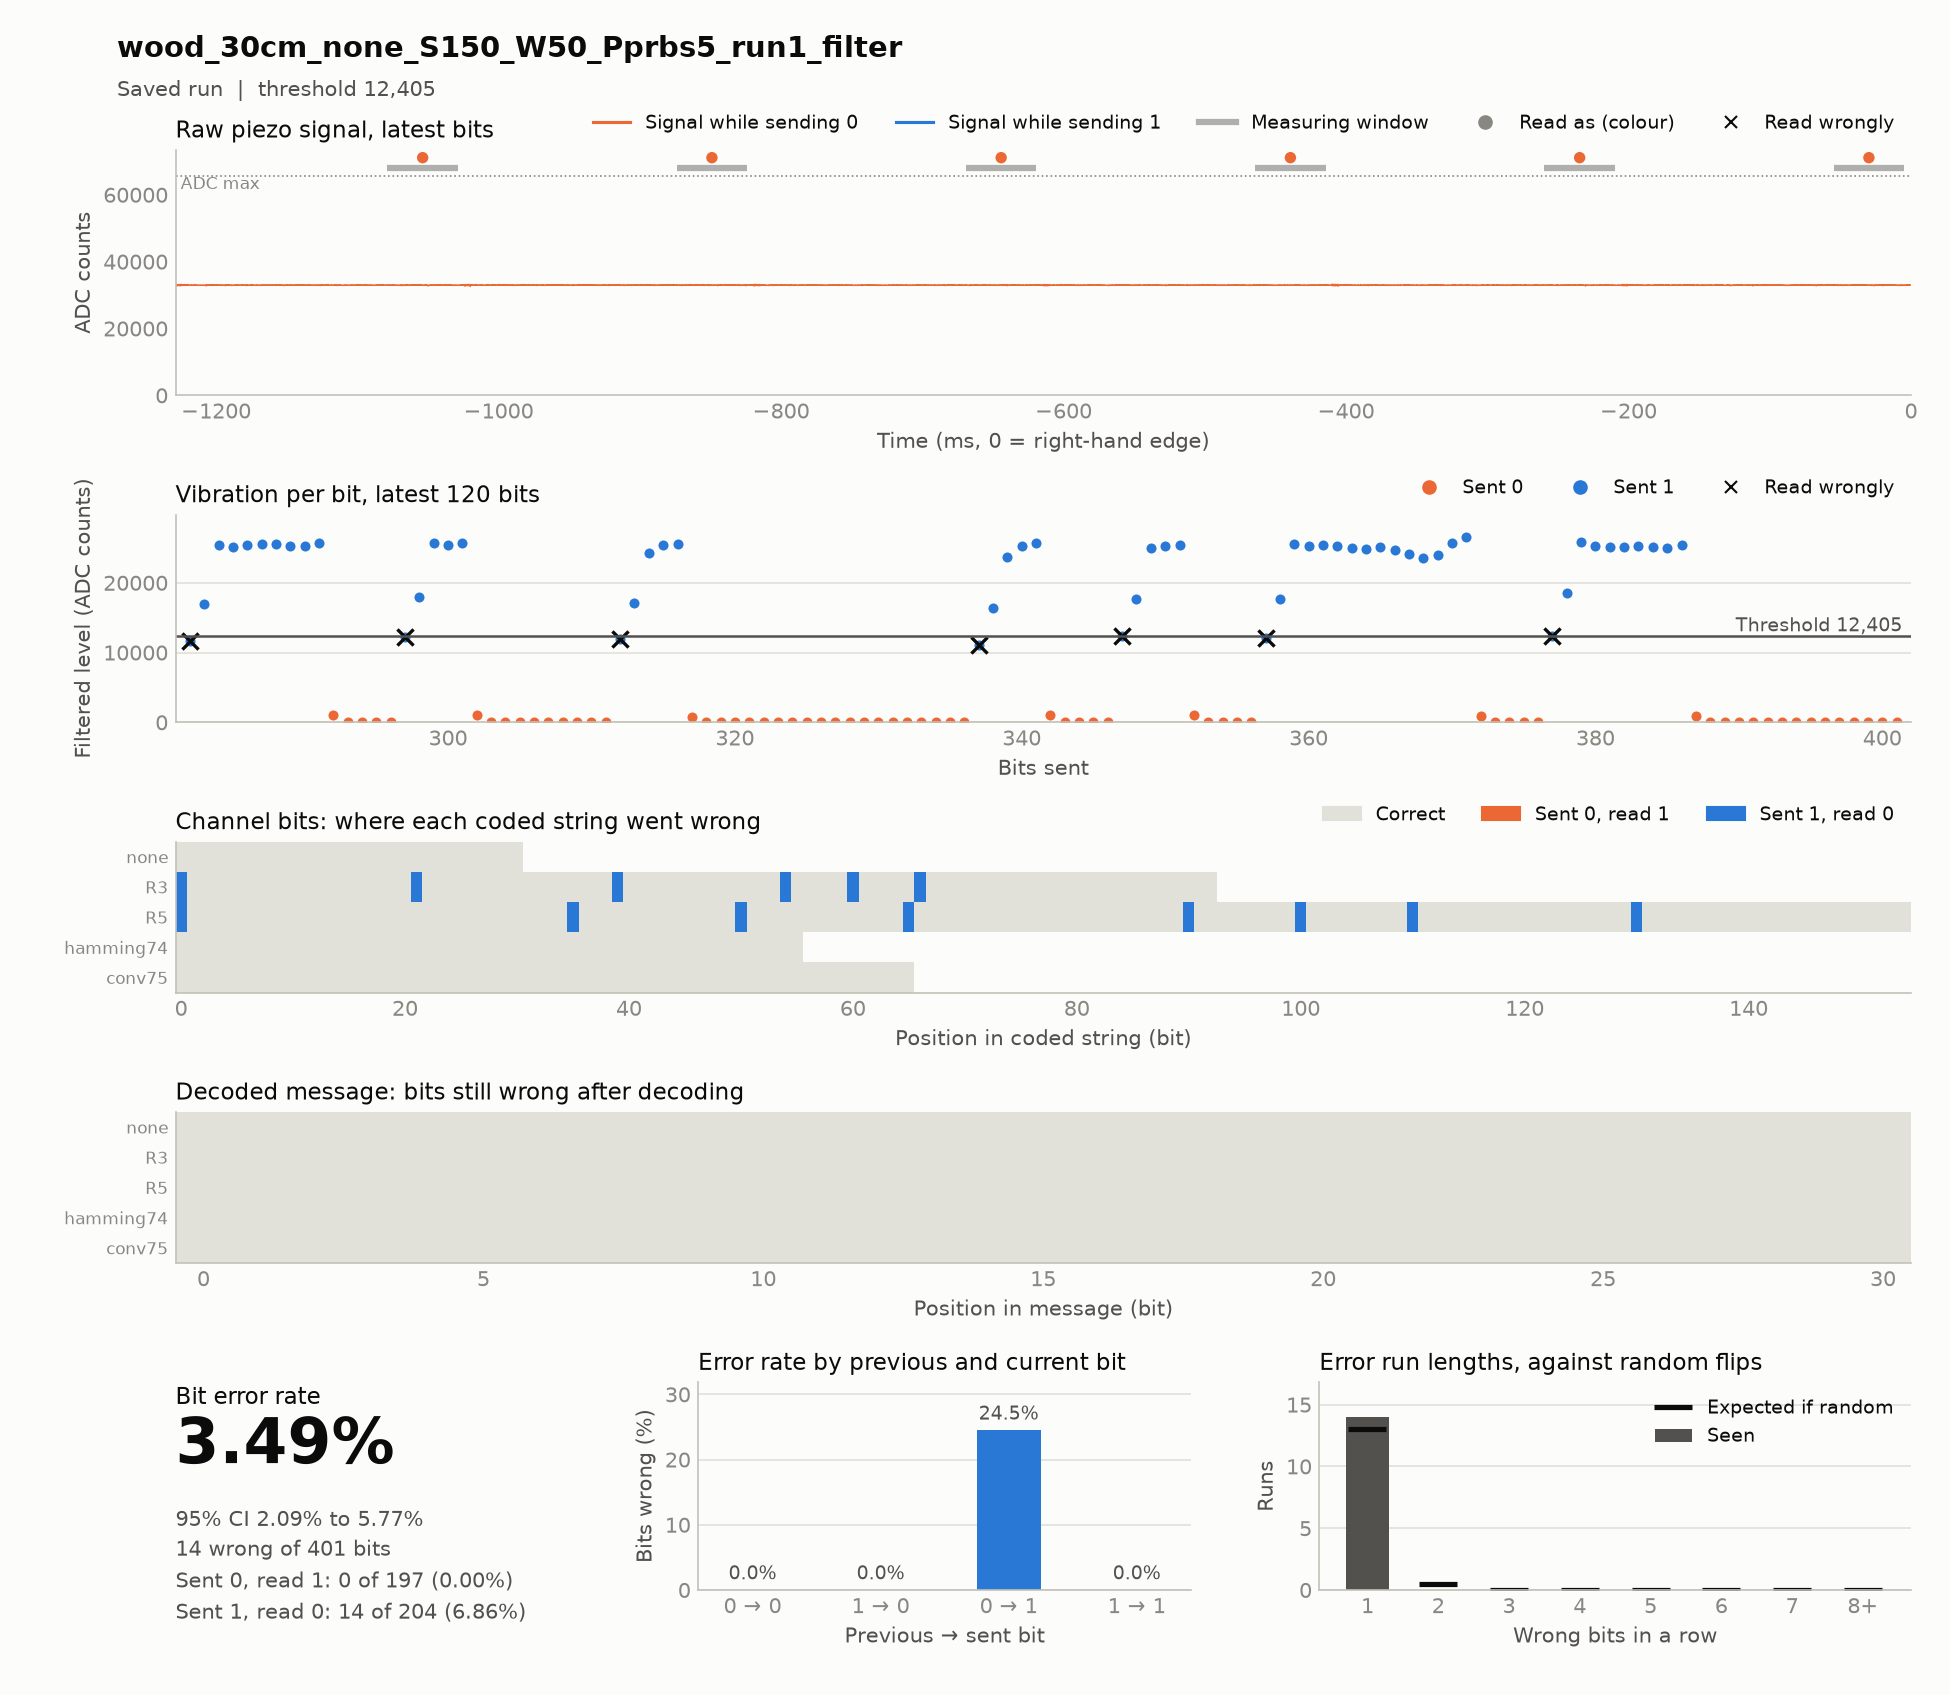 wood_30cm_none_S150_W50_Pprbs5_run1_filter
Saved run | threshold 12,405
Raw piezo signal, latest bits
Signal while sending 0
Signal while sending 1
Measuring window
Read as (colour)
Read wrongly
ADC max
60000
40000
20000
0
ADC counts
−1200 −1000 −800 −600 −400 −200 0
Time (ms, 0 = right-hand edge)
Vibration per bit, latest 120 bits
Sent 0
Sent 1
Read wrongly
20000
10000
0
Filtered level (ADC counts)
Threshold 12,405
300 320 340 360 380 400
Bits sent
Channel bits: where each coded string went wrong
Correct
Sent 0, read 1
Sent 1, read 0
none
R3
R5
hamming74
conv75
0 20 40 60 80 100 120 140
Position in coded string (bit)
Decoded message: bits still wrong after decoding
none
R3
R5
hamming74
conv75
0 5 10 15 20 25 30
Position in message (bit)
Bit error rate
3.49%
95% CI 2.09% to 5.77%
14 wrong of 401 bits
Sent 0, read 1: 0 of 197 (0.00%)
Sent 1, read 0: 14 of 204 (6.86%)
Error rate by previous and current bit
30
20
10
0
Bits wrong (%)
0.0% 0.0% 24.5% 0.0%
0 → 0 1 → 0 0 → 1 1 → 1
Previous → sent bit
Error run lengths, against random flips
Expected if random
Seen
15
10
5
0
Runs
1 2 3 4 5 6 7 8+
Wrong bits in a row